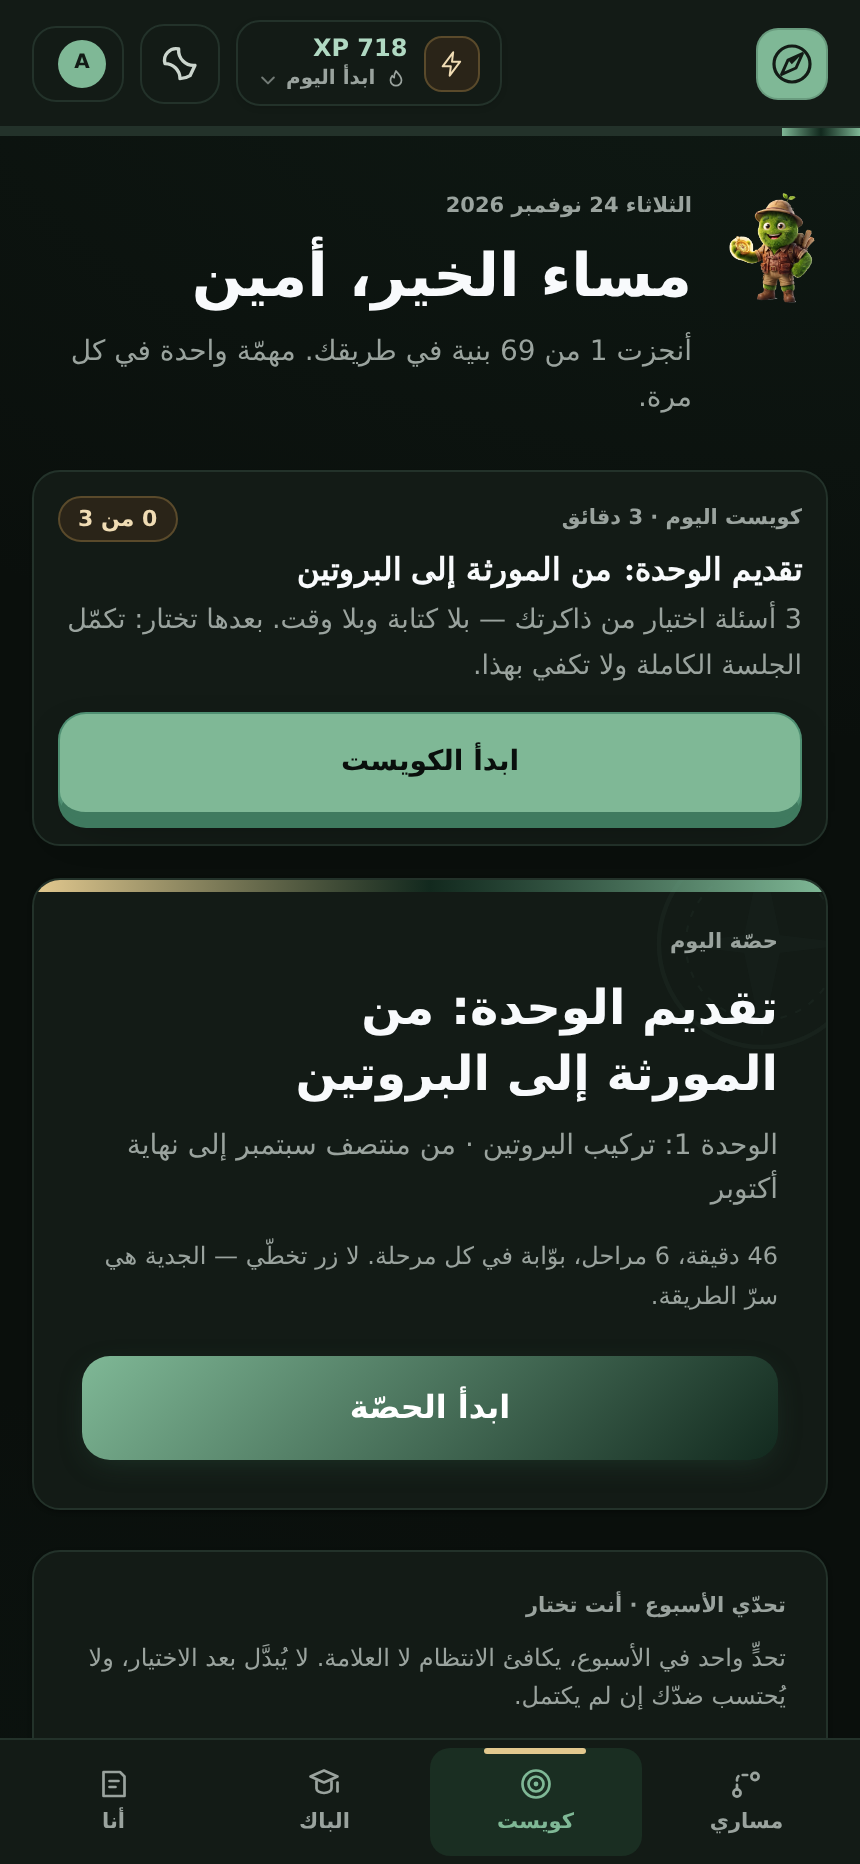 718 XP
ابدأ اليوم
A
الثلاثاء 24 نوفمبر 2026
مساء الخير، أمين
أنجزت 1 من 69 بنية في طريقك. مهمّة واحدة في كل
مرة.
كويست اليوم · 3 دقائق
0 من 3
تقديم الوحدة: من المورثة إلى البروتين
3 أسئلة اختيار من ذاكرتك — بلا كتابة وبلا وقت. بعدها تختار: تكمّل
الجلسة الكاملة ولا تكفي بهذا.
ابدأ الكويست
حصّة اليوم
تقديم الوحدة: من
المورثة إلى البروتين
الوحدة 1: تركيب البروتين · من منتصف سبتمبر إلى نهاية
أكتوبر
46 دقيقة، 6 مراحل، بوّابة في كل مرحلة. لا زر تخطّي — الجدية هي
سرّ الطريقة.
ابدأ الحصّة
تحدّي الأسبوع · أنت تختار
تحدٍّ واحد في الأسبوع، يكافئ الانتظام لا العلامة. لا يُبدَّل بعد الاختيار، ولا
يُحتسب ضدّك إن لم يكتمل.
مساري
كويست
الباك
أنا